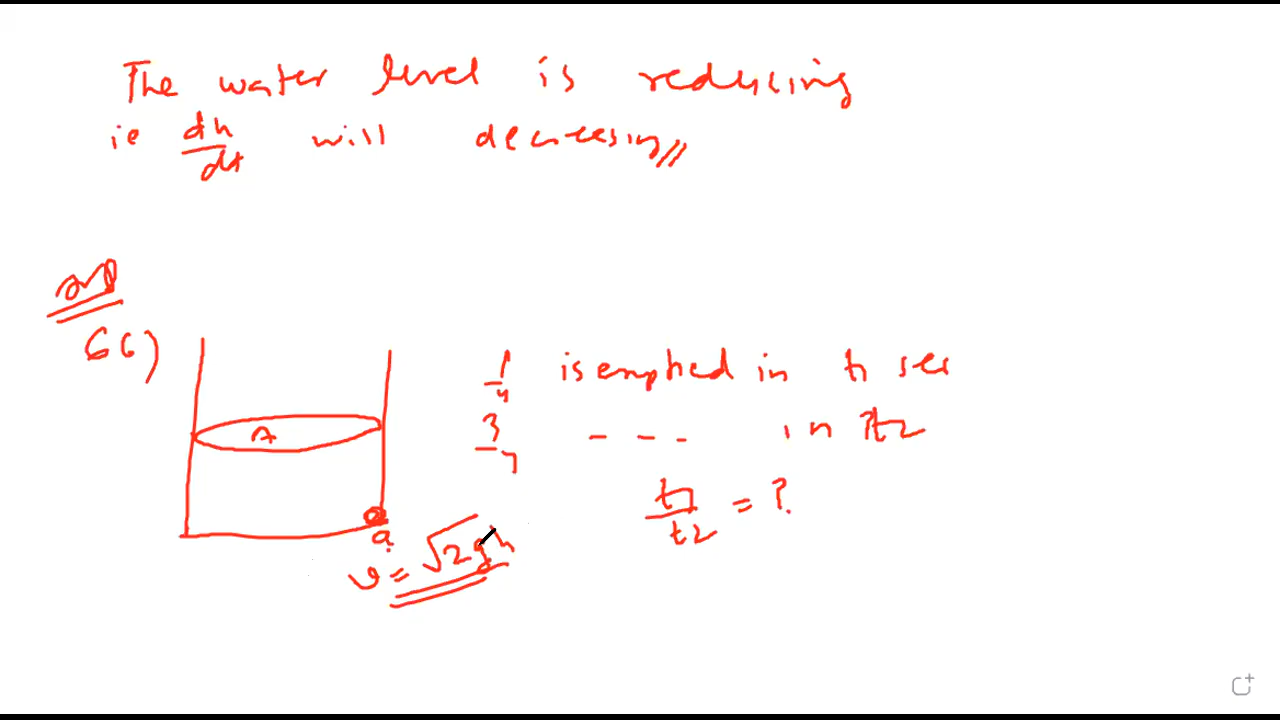 The water level is reducing
ie dh/dt will decreasing
66)
1/4 is emptied in t1 sec
A
3/4 - - - in t2
t1/t2 = ?
a
v = √2gh